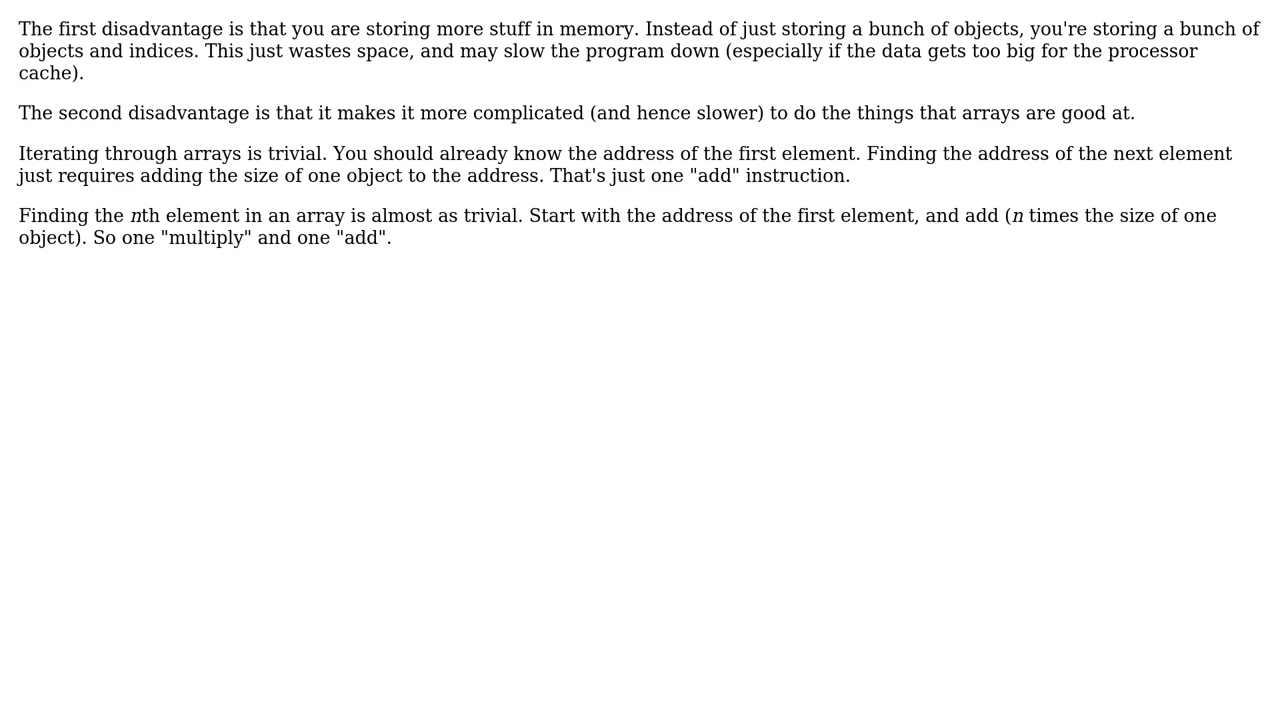 The first disadvantage is that you are storing more stuff in memory. Instead of just storing a bunch of objects, you're storing a bunch of
objects and indices. This just wastes space, and may slow the program down (especially if the data gets too big for the processor
cache).
The second disadvantage is that it makes it more complicated (and hence slower) to do the things that arrays are good at.
Iterating through arrays is trivial. You should already know the address of the first element. Finding the address of the next element
just requires adding the size of one object to the address. That's just one "add" instruction.
Finding the nth element in an array is almost as trivial. Start with the address of the first element, and add (n times the size of one
object). So one "multiply" and one "add".